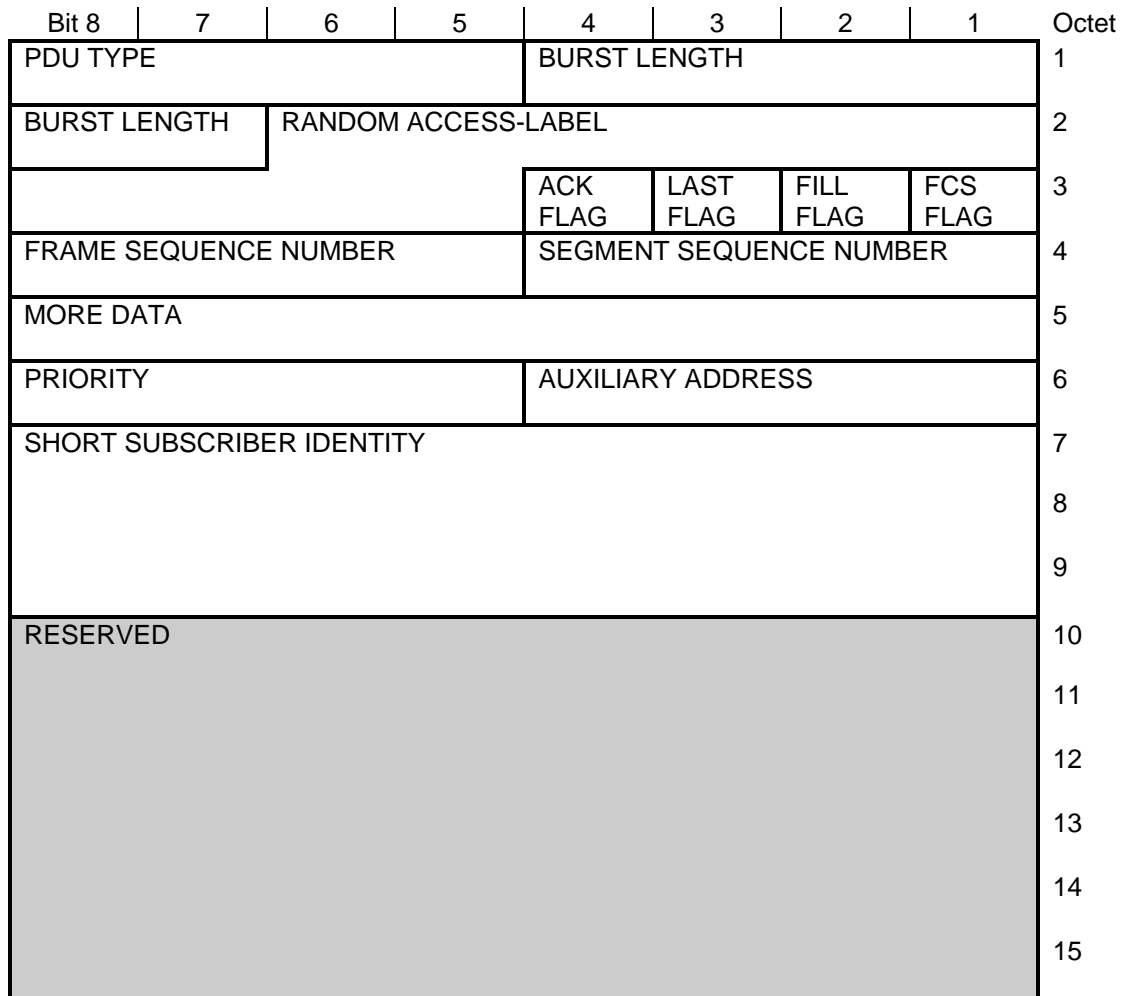 Bit 8 7 6 5 4 3 2 1 Octet
PDU TYPE BURST LENGTH 1
BURST LENGTH RANDOM ACCESS-LABEL 2
ACK LAST FILL FCS 3
FLAG FLAG FLAG FLAG
FRAME SEQUENCE NUMBER SEGMENT SEQUENCE NUMBER 4
MORE DATA 5
PRIORITY AUXILIARY ADDRESS 6
SHORT SUBSCRIBER IDENTITY 7
8
9
RESERVED 10
11
12
13
14
15